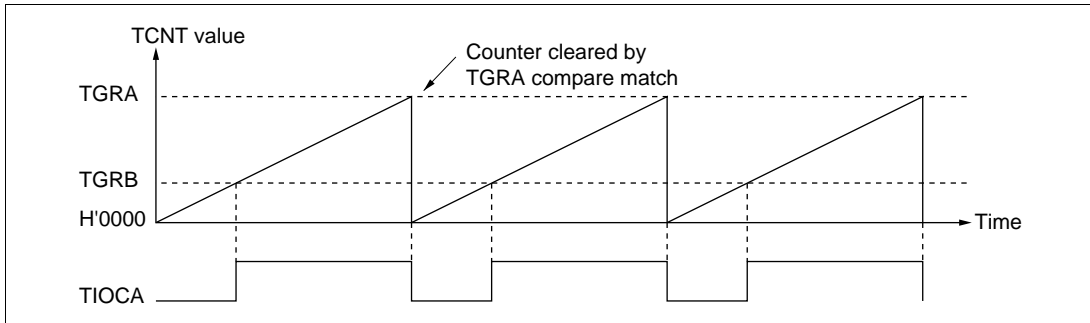 TCNT value
Counter cleared by
TGRA compare match
TGRA
TGRB
H'0000
Time
TIOCA